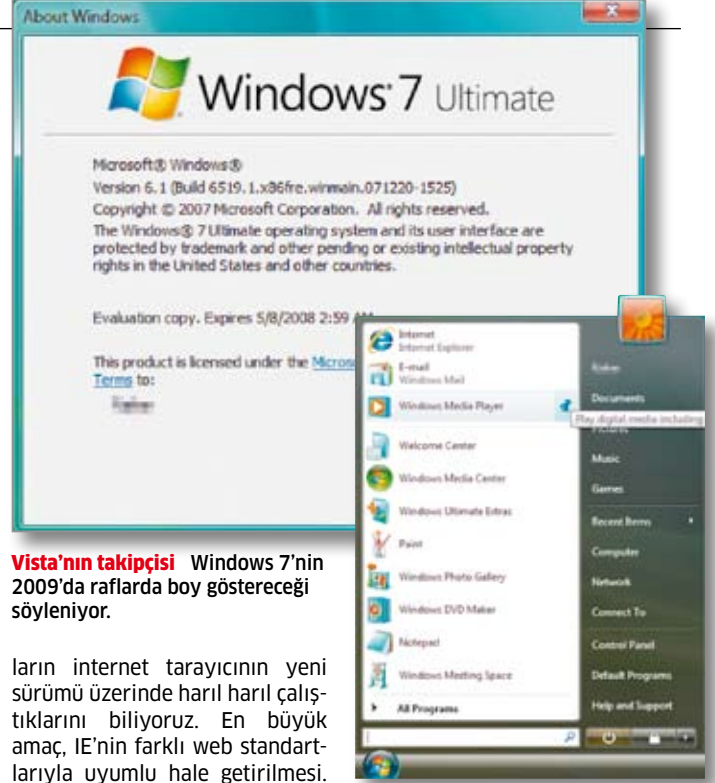 About Windows
Windows® 7 Ultimate
Microsoft® Windows®
Version 6.1 (Build 6519.1.x86fre.winmain.071220-1525)
Copyright © 2007 Microsoft Corporation. All rights reserved.
The Windows® 7 Ultimate operating system and its user interface are
protected by trademark and other pending or existing intellectual property
rights in the United States and other countries.
Evaluation copy. Expires 5/8/2008 2:59
This product is licensed under the
Terms to:
Internet
Internet Explorer
E-mail
Windows Mail
Windows Media Player
Welcome Center
Windows Media Center
Windows Ultimate Extras
Paint
Windows Photo Gallery
Windows DVD Maker
Notepad
Windows Meeting Space
All Programs
Documents
Play digital media including
Pictures
Music
Games
Recent Items
Computer
Network
Connect To
Control Panel
Default Programs
Help and Support
Vista’nın takipçisi Windows 7’nin
2009’da raflarda boy göstereceği
söyleniyor.
ların internet tarayıcının yeni
sürümü üzerinde harıl harıl çalış-
tıklarını biliyoruz. En büyük
amaç, IE’nin farklı web standart-
larıyla uyumlu hale getirilmesi.